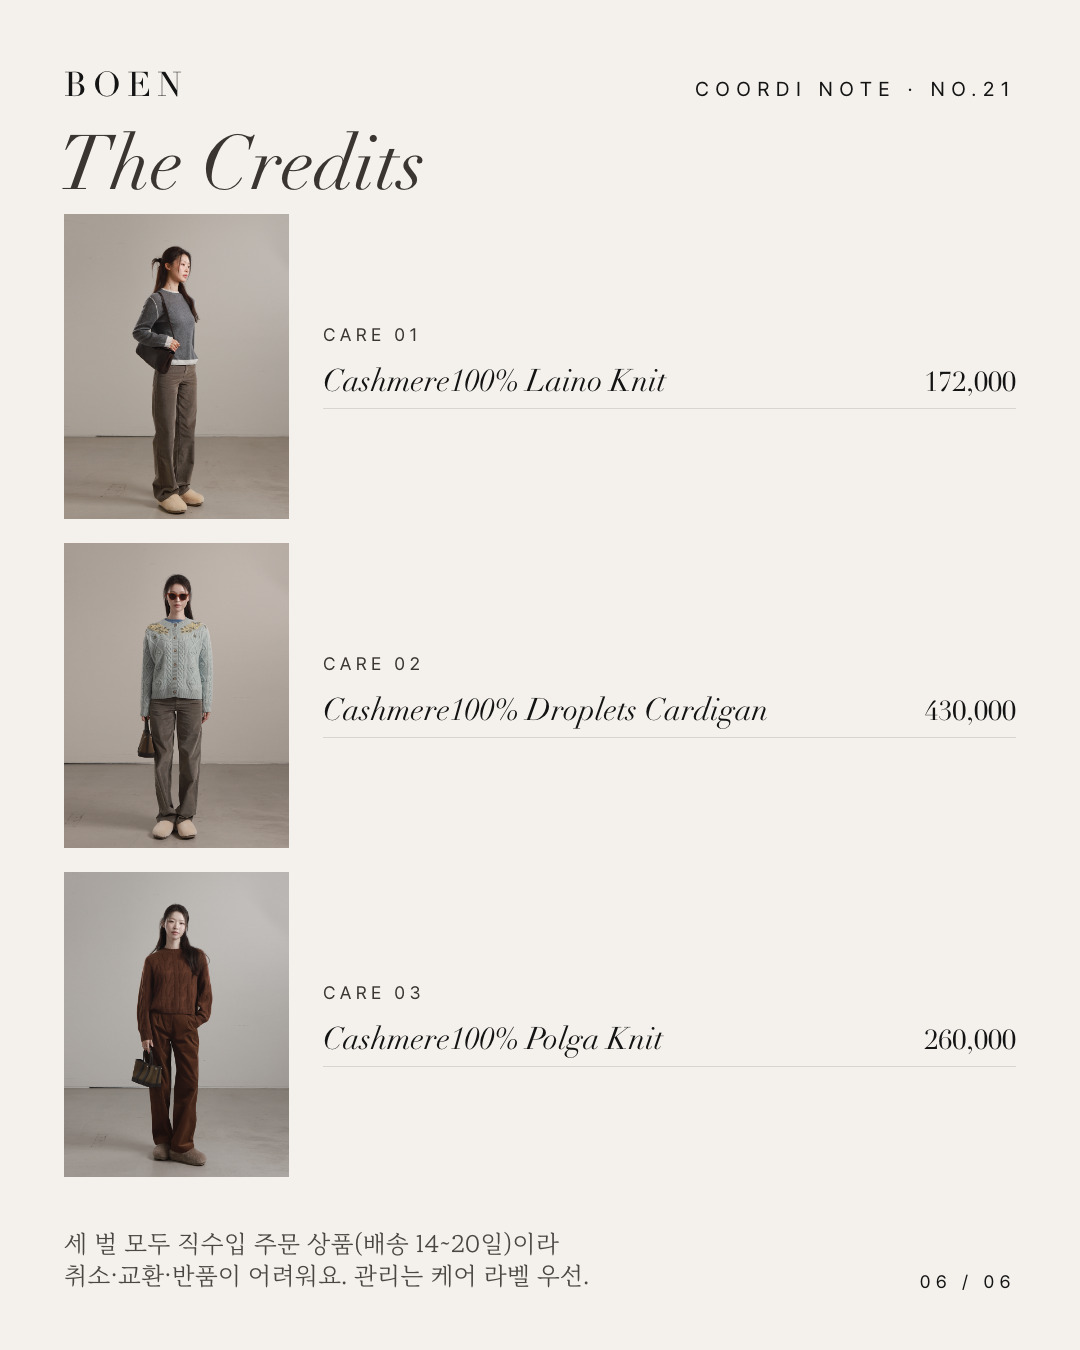 BOEN
COORDI NOTE · NO.21
The Credits
CARE 01
Cashmere100% Laino Knit 172,000
CARE 02
Cashmere100% Droplets Cardigan 430,000
CARE 03
Cashmere100% Polga Knit 260,000
세 벌 모두 직수입 주문 상품(배송 14~20일)이라
취소·교환·반품이 어려워요. 관리는 케어 라벨 우선.
06 / 06